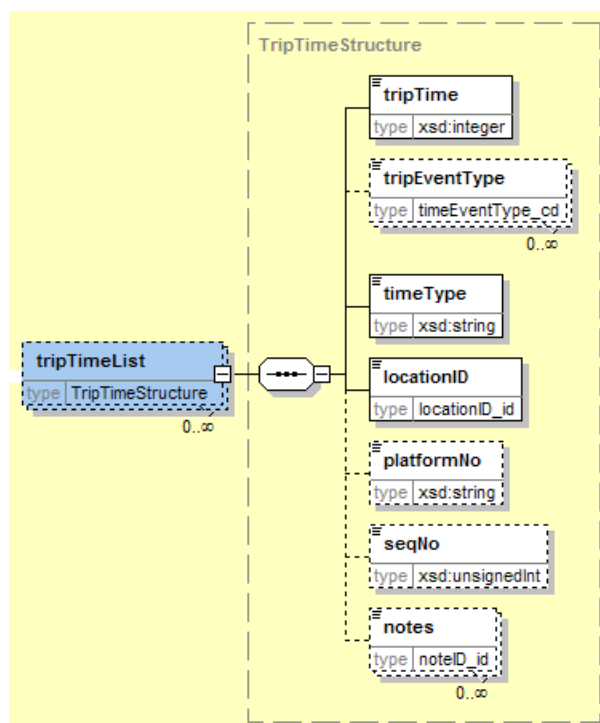 TripTimeStructure
tripTime
type xsd:integer
tripEventType
type timeEventType_cd
0..∞
timeType
type xsd:string
tripTimeList
type TripTimeStructure
0..∞
locationID
type locationID_id
platformNo
type xsd:string
seqNo
type xsd:unsignedInt
notes
type noteID_id
0..∞